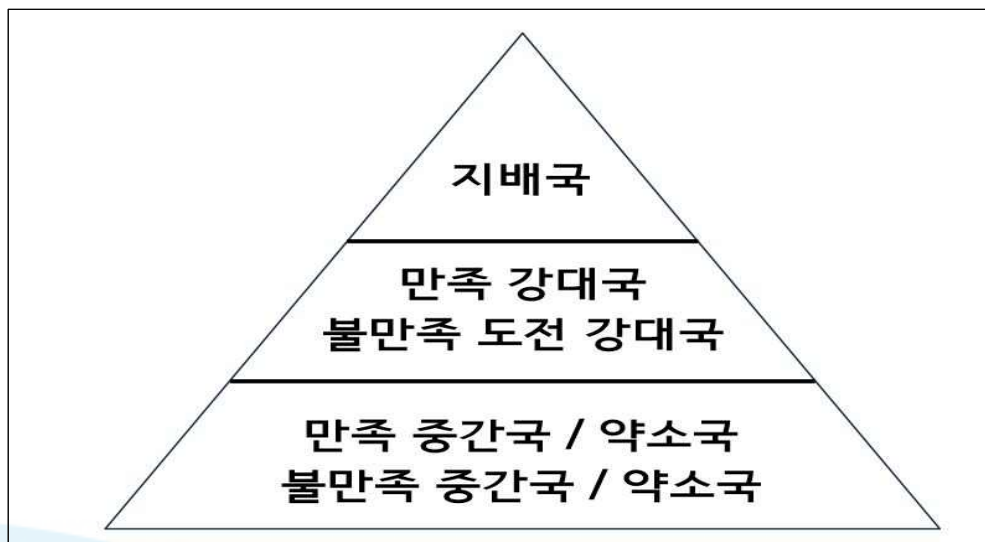 지배국
만족 강대국
불만족 도전 강대국
만족 중간국 / 약소국
불만족 중간국 / 약소국